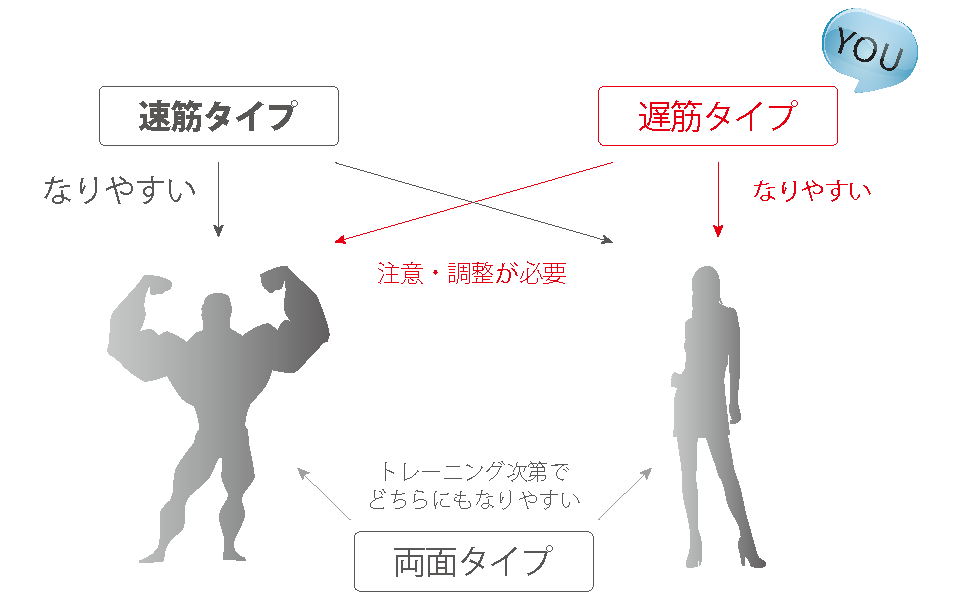 YOU
速筋タイプ
遅筋タイプ
なりやすい
なりやすい
注意・調整が必要
トレーニング次第で
どちらにもなりやすい
両面タイプ